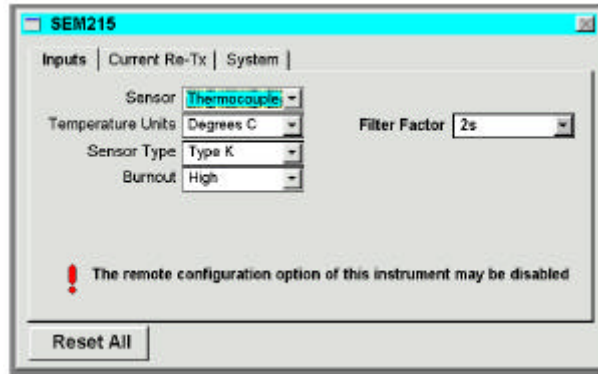 SEM215
Inputs Current Re-Tx System
Sensor Thermocouple
Temperature Units Degrees C Filter Factor 2s
Sensor Type Type K
Burnout High
The remote configuration option of this instrument may be disabled
Reset All